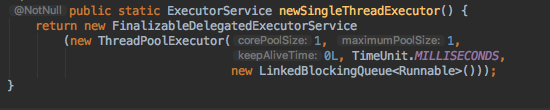 @NotNull public static ExecutorService newSingleThreadExecutor() {
return new FinalizableDelegatedExecutorService
(new ThreadPoolExecutor( corePoolSize: 1, maximumPoolSize: 1,
keepAliveTime: 0L, TimeUnit.MILLISECONDS,
new LinkedBlockingQueue<Runnable>()));
}